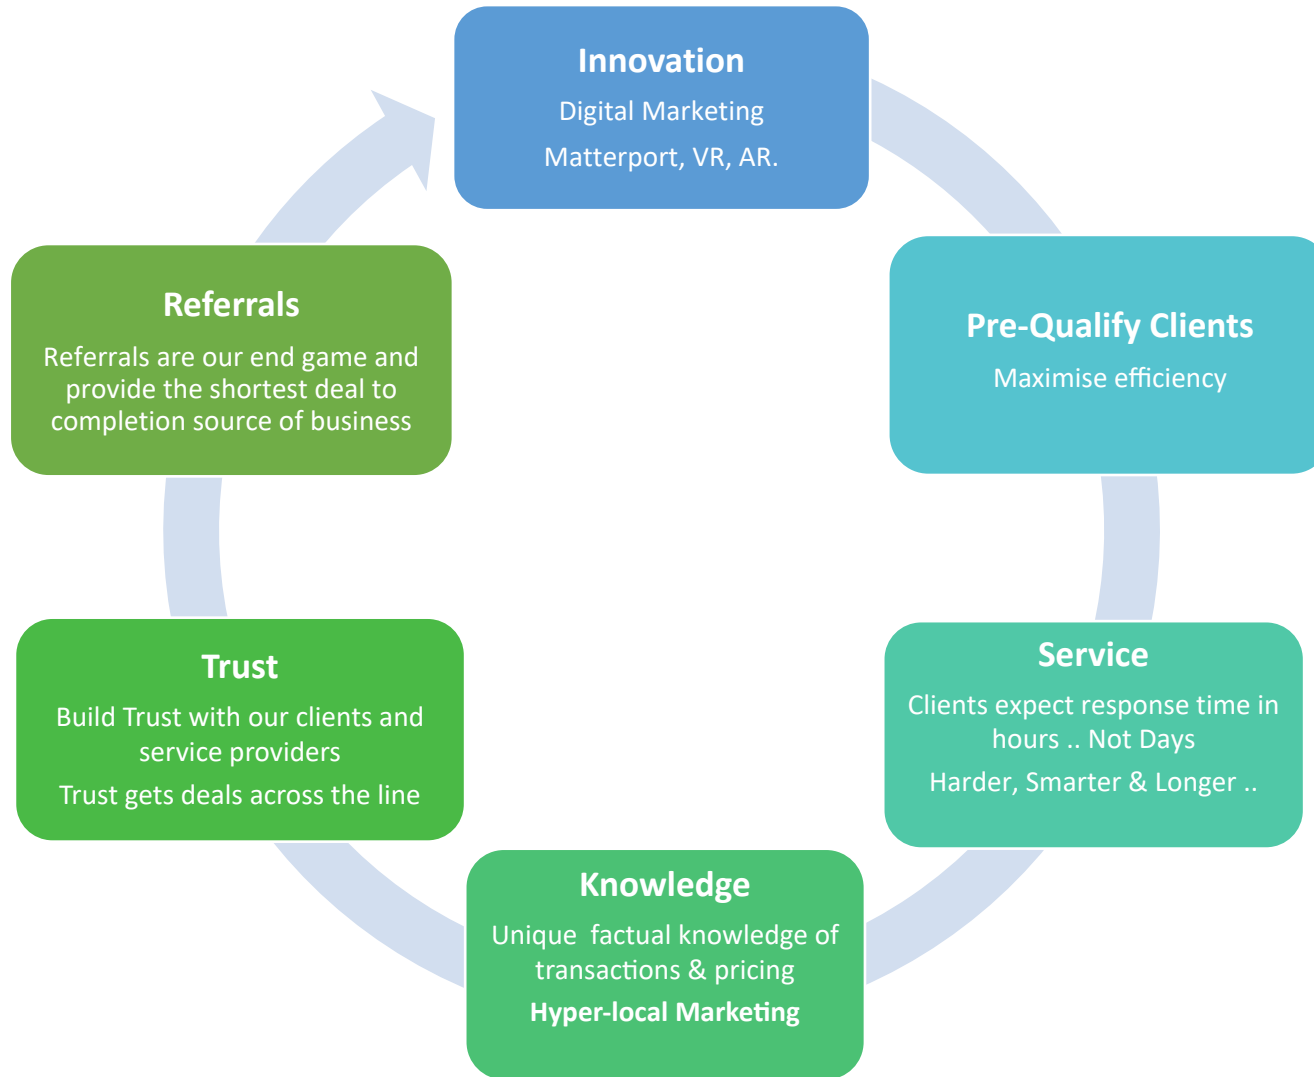 Innovation
Digital Marketing
Matterport, VR, AR.
Pre-Qualify Clients
Maximise efficiency
Service
Clients expect response time in
hours .. Not Days
Harder, Smarter & Longer ..
Knowledge
Unique  factual knowledge of
transactions & pricing
Hyper-local Marketing
Trust
Build Trust with our clients and
service providers
Trust gets deals across the line
Referrals
Referrals are our end game and
provide the shortest deal to
completion source of business